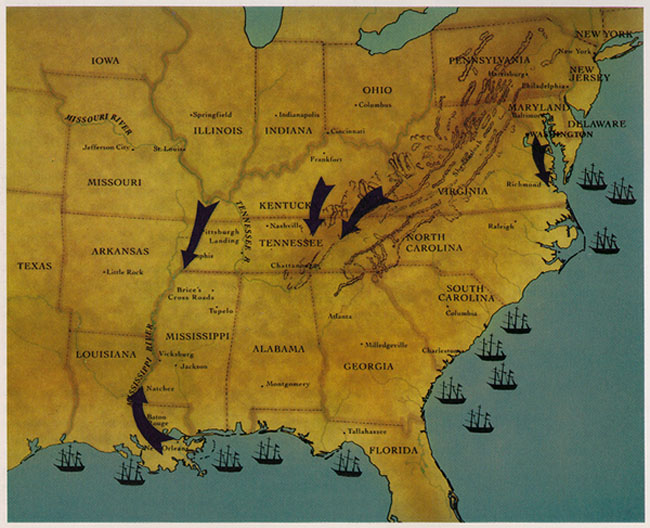 NEW YORK
IOWA
PENNSYLVANIA
New York
Harrisburg
NEW
JERSEY
OHIO
Philadelphia
Columbus
MARYLAND
Baltimore
Springfield
Indianapolis
ILLINOIS
INDIANA
Cincinnati
DELAWARE
WASHINGTON
MISSOURI
RIVER
Jefferson City
St. Louis
Frankfort
MISSOURI
Richmond
VIRGINIA
KENTUCK
TENNESSEE R
Pittsburgh
Landing
Nashville
Raleigh
TENNESSEE
NORTH
CAROLINA
ARKANSAS
phis
Chattanooga
TEXAS
Little Rock
Brice's
Cross Roads
SOUTH
CAROLINA
Tupelo
Columbia
Atlanta
MISSISSIPPI
MISSISSIPPI RIVER
LOUISIANA
Vicksburg
Jackson
ALABAMA
Milledgeville
Charleston
GEORGIA
Natchez
Montgomery
Baton
Rouge
Tallahassee
New Orleans
FLORIDA